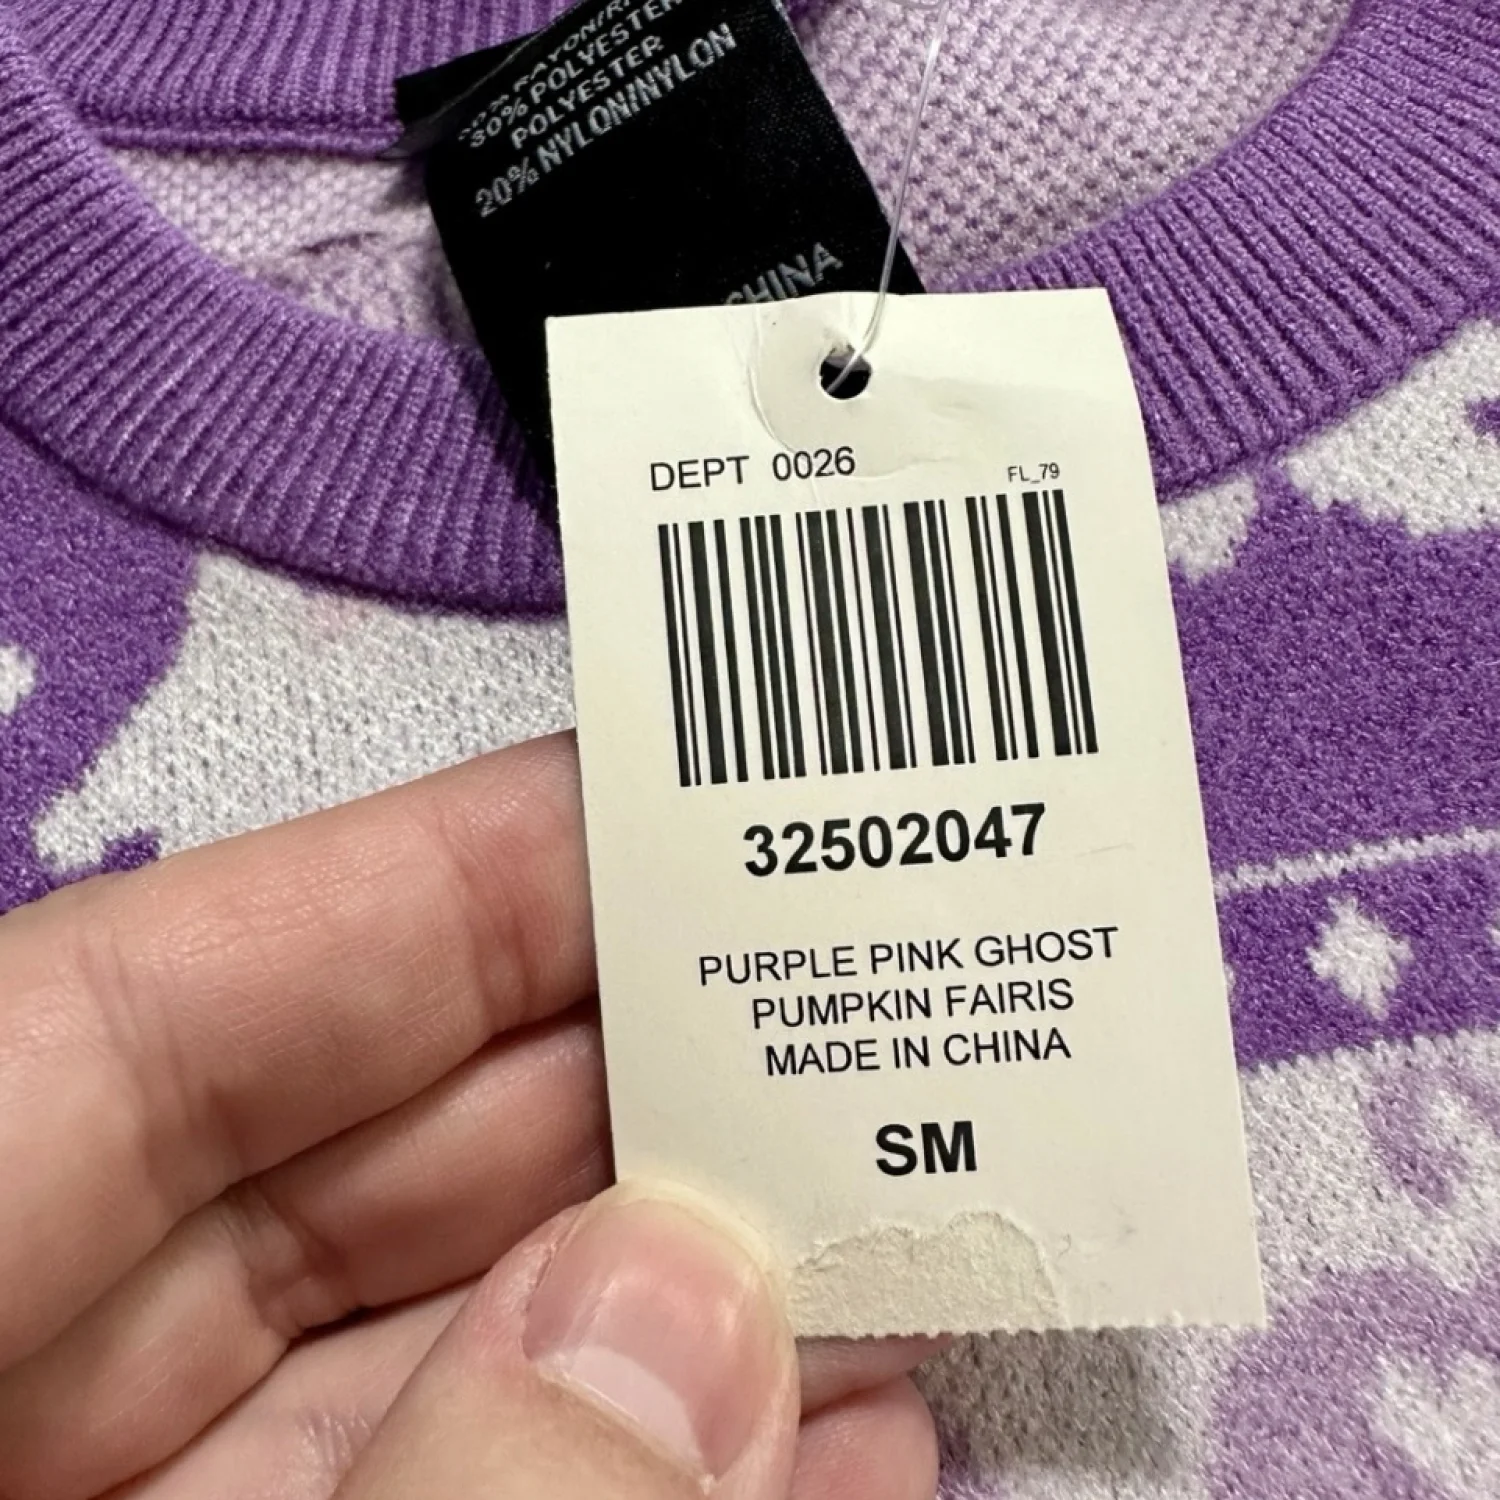 RAYON/R
30% POLYESTER
POLYESTER
20% NYLON/NYLON
CHINA
DEPT 0026
FL_79
32502047
PURPLE PINK GHOST
PUMPKIN FAIRIS
MADE IN CHINA
SM